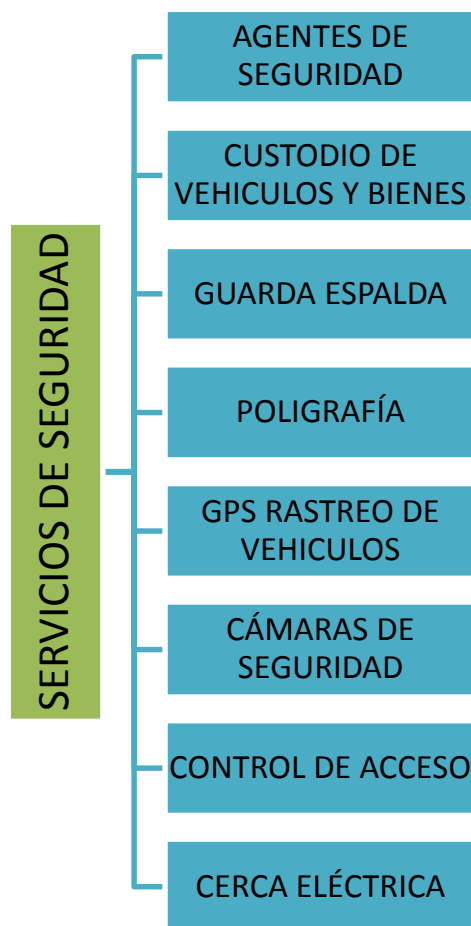 SERVICIOS DE SEGURIDAD
AGENTES DE
SEGURIDAD
CUSTODIO DE
VEHICULOS Y BIENES
GUARDA ESPALDA
POLIGRAFÍA
GPS RASTREO DE
VEHICULOS
CÁMARAS DE
SEGURIDAD
CONTROL DE ACCESO
CERCA ELÉCTRICA